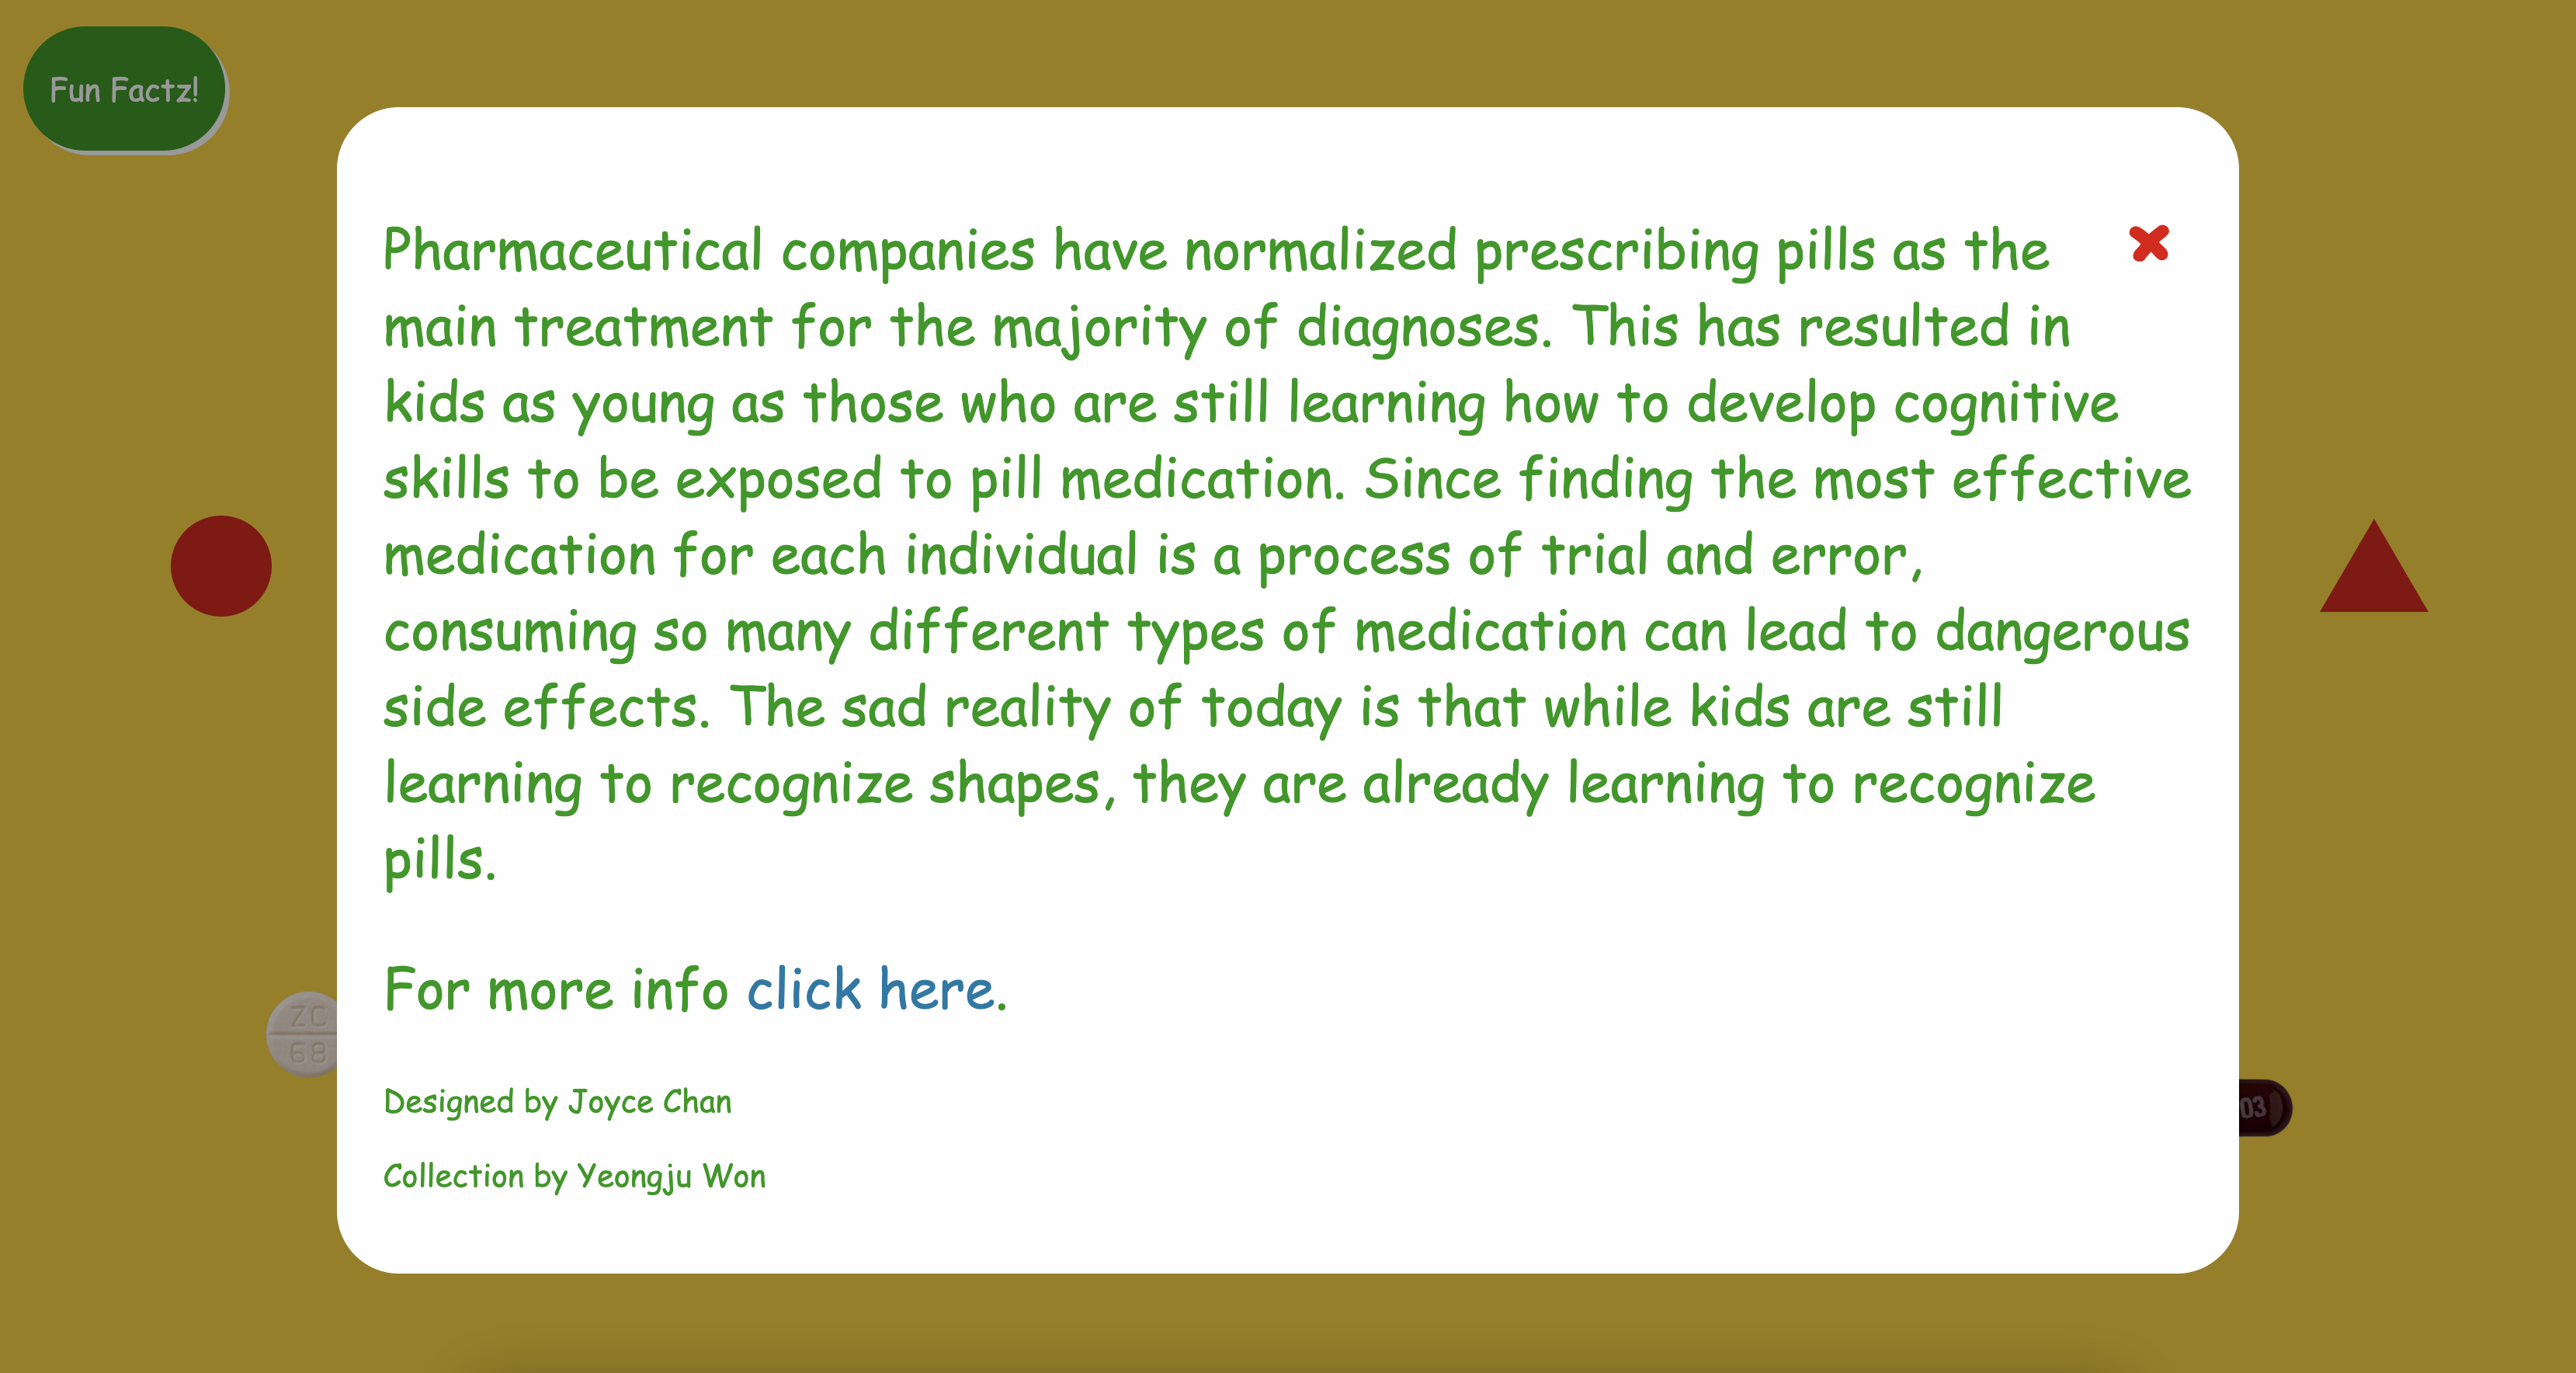 Fun Factz!
Pharmaceutical companies have normalized prescribing pills as the
main treatment for the majority of diagnoses. This has resulted in
kids as young as those who are still learning how to develop cognitive
skills to be exposed to pill medication. Since finding the most effective
medication for each individual is a process of trial and error,
consuming so many different types of medication can lead to dangerous
side effects. The sad reality of today is that while kids are still
learning to recognize shapes, they are already learning to recognize
pills.
For more info click here.
ZC
68
03
Designed by Joyce Chan
Collection by Yeongju Won